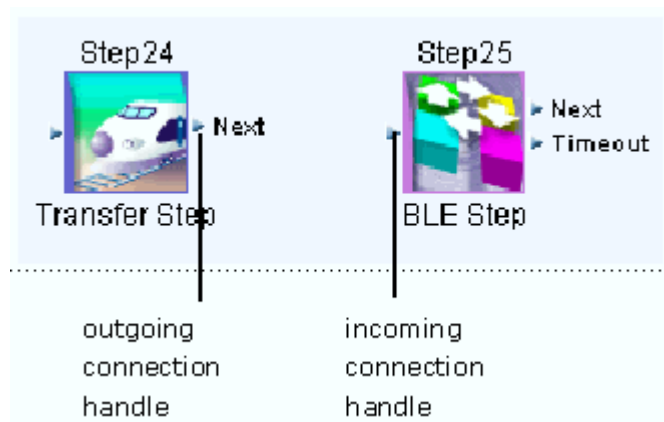 Step24
Step25
Next
Next
Timeout
Transfer Step
BLE Step
outgoing
connection
handle
incoming
connection
handle